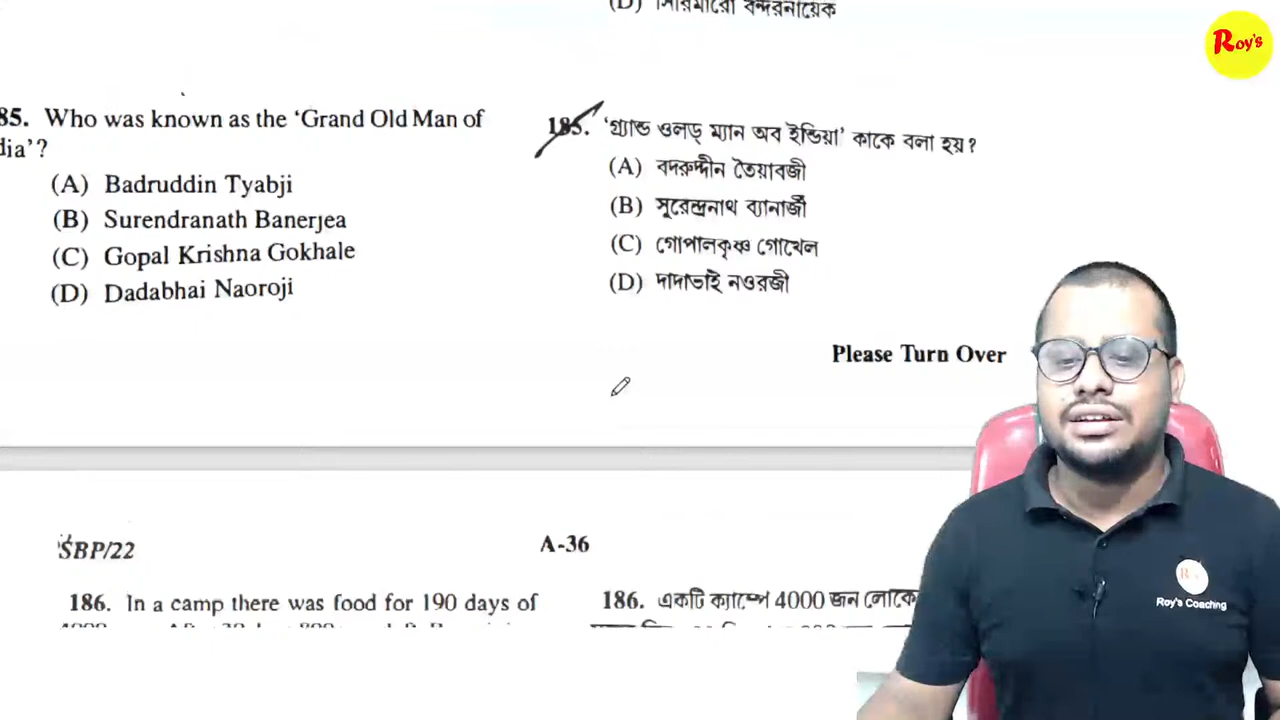 (D) সিরিমাভো বন্দরনায়েক
Roy's
85. Who was known as the ‘Grand Old Man of
dia’?
(A) Badruddin Tyabji
(B) Surendranath Banerjea
(C) Gopal Krishna Gokhale
(D) Dadabhai Naoroji
185. ‘গ্র্যান্ড ওলড্ ম্যান অব ইন্ডিয়া’ কাকে বলা হয়?
(A) বদরুদ্দীন তৈয়াবজী
(B) সুরেন্দ্রনাথ ব্যানার্জী
(C) গোপালকৃষ্ণ গোখেল
(D) দাদাভাই নওরজী
Please Turn Over
SBP/22
A-36
186. In a camp there was food for 190 days of
186. একটি ক্যাম্পে 4000 জন লোকে
Roy's Coaching